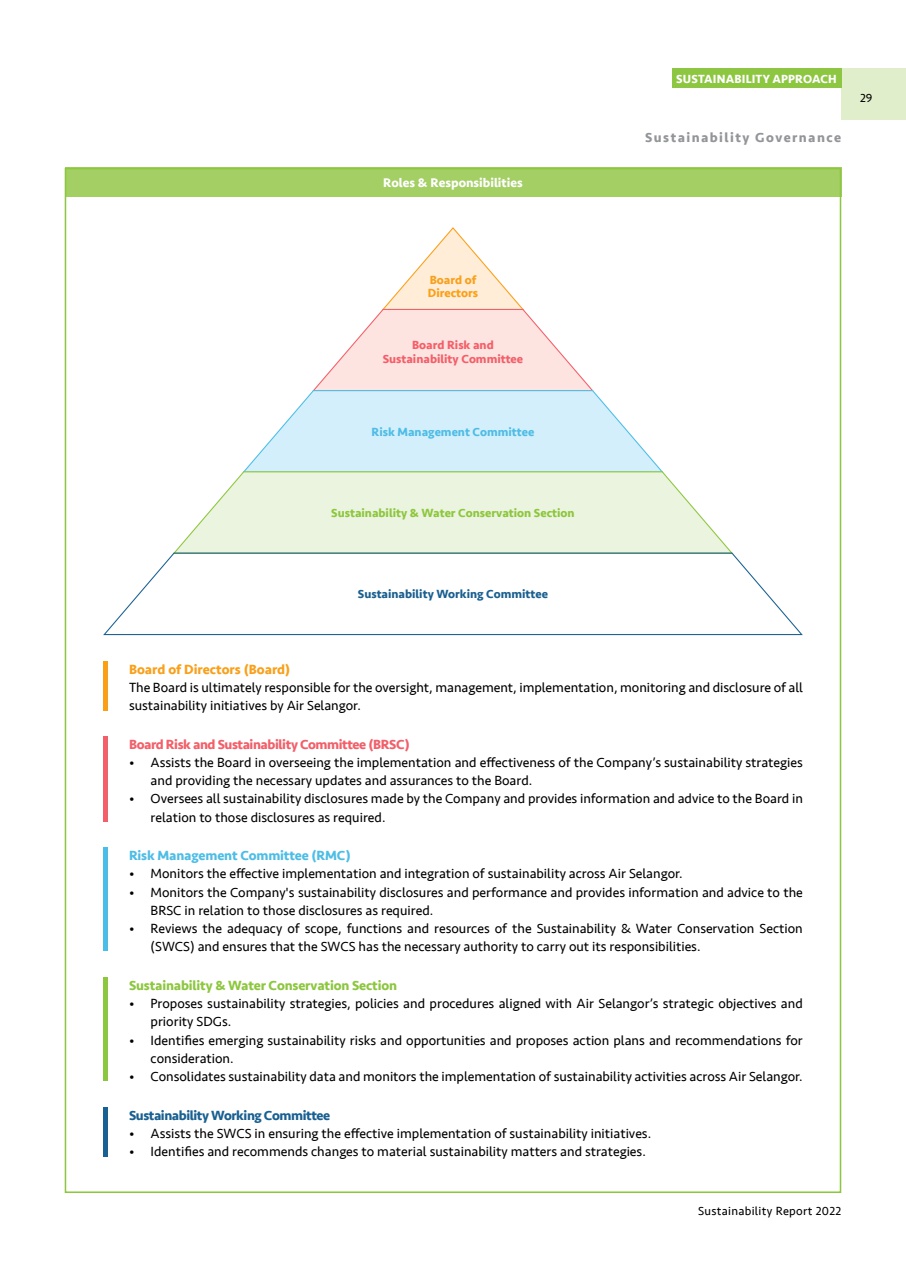 SUSTAINABILITY APPROACH
29
Sustainability Governance
Roles & Responsibilities
Board of
Directors
Board Risk and
Sustainability Committee
Risk Management Committee
Sustainability & Water Conservation Section
Sustainability Working Committee
Board of Directors (Board)
The Board is ultimately responsible for the oversight, management, implementation, monitoring and disclosure of all
sustainability initiatives by Air Selangor.
Board Risk and Sustainability Committee (BRSC)
• Assists the Board in overseeing the implementation and effectiveness of the Company’s sustainability strategies
and providing the necessary updates and assurances to the Board.
• Oversees all sustainability disclosures made by the Company and provides information and advice to the Board in
relation to those disclosures as required.
Risk Management Committee (RMC)
• Monitors the effective implementation and integration of sustainability across Air Selangor.
• Monitors the Company's sustainability disclosures and performance and provides information and advice to the
BRSC in relation to those disclosures as required.
• Reviews the adequacy of scope, functions and resources of the Sustainability & Water Conservation Section
(SWCS) and ensures that the SWCS has the necessary authority to carry out its responsibilities.
Sustainability & Water Conservation Section
• Proposes sustainability strategies, policies and procedures aligned with Air Selangor’s strategic objectives and
priority SDGs.
• Identifies emerging sustainability risks and opportunities and proposes action plans and recommendations for
consideration.
• Consolidates sustainability data and monitors the implementation of sustainability activities across Air Selangor.
Sustainability Working Committee
• Assists the SWCS in ensuring the effective implementation of sustainability initiatives.
• Identifies and recommends changes to material sustainability matters and strategies.
Sustainability Report 2022